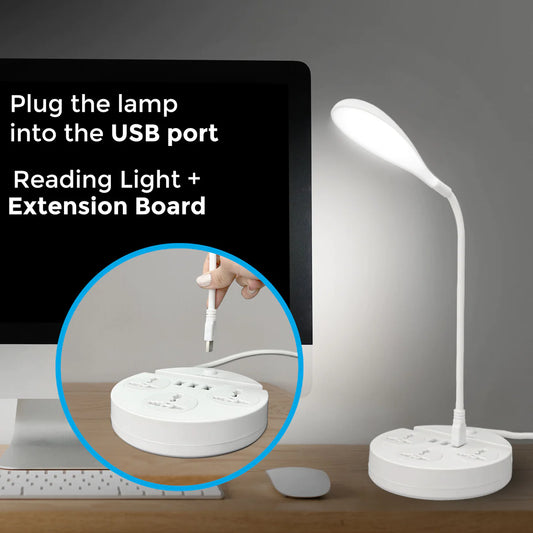 Plug the lamp
into the USB port
Reading Light +
Extension Board